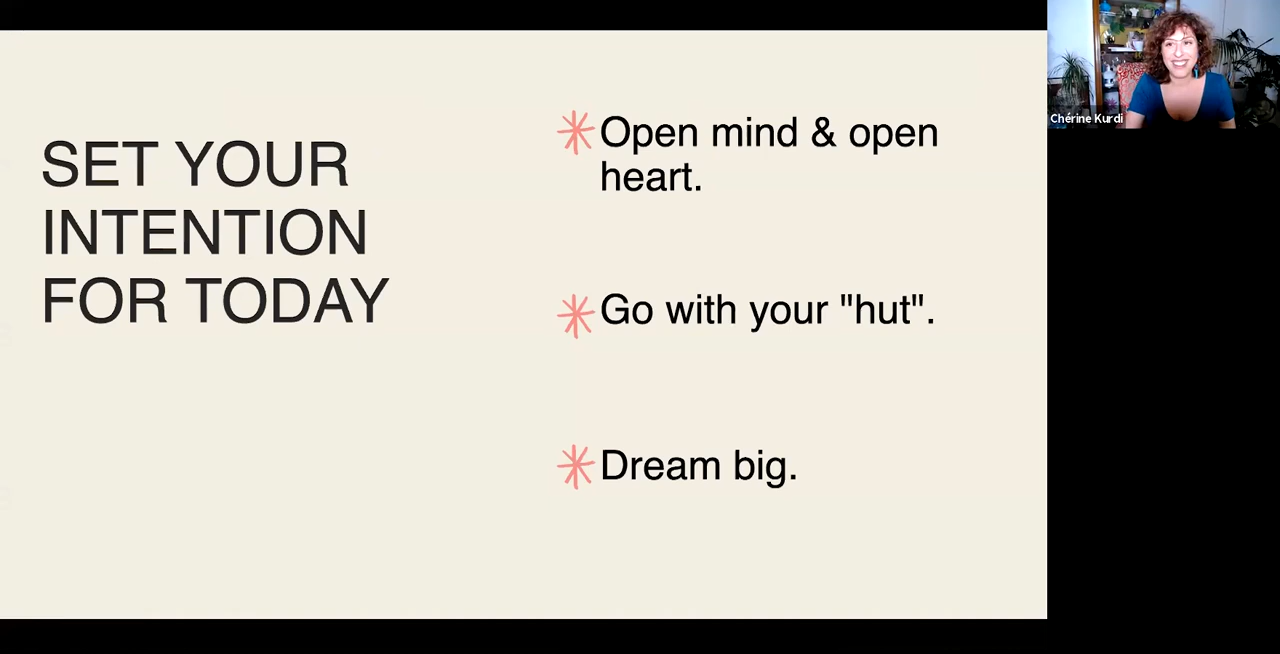 SET YOUR
INTENTION
FOR TODAY
Open mind & open
heart.
Go with your "hut".
Dream big.
Chérine Kurdi